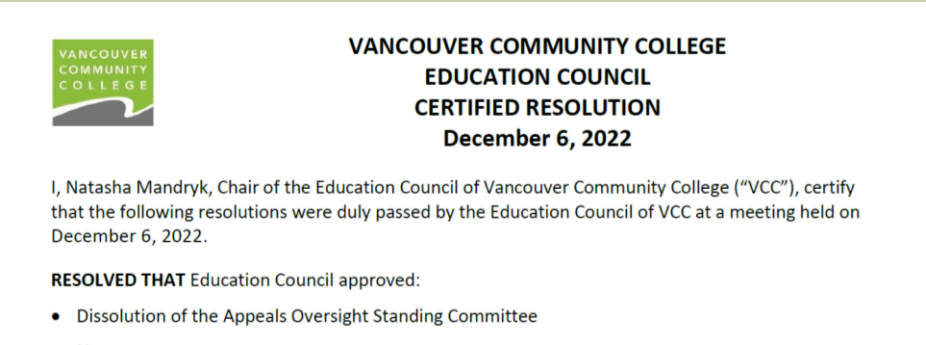 VANCOUVER
COMMUNITY
COLLEGE
VANCOUVER COMMUNITY COLLEGE
EDUCATION COUNCIL
CERTIFIED RESOLUTION
December 6, 2022
I, Natasha Mandryk, Chair of the Education Council of Vancouver Community College (“VCC”), certify
that the following resolutions were duly passed by the Education Council of VCC at a meeting held on
December 6, 2022.
RESOLVED THAT Education Council approved:
• Dissolution of the Appeals Oversight Standing Committee